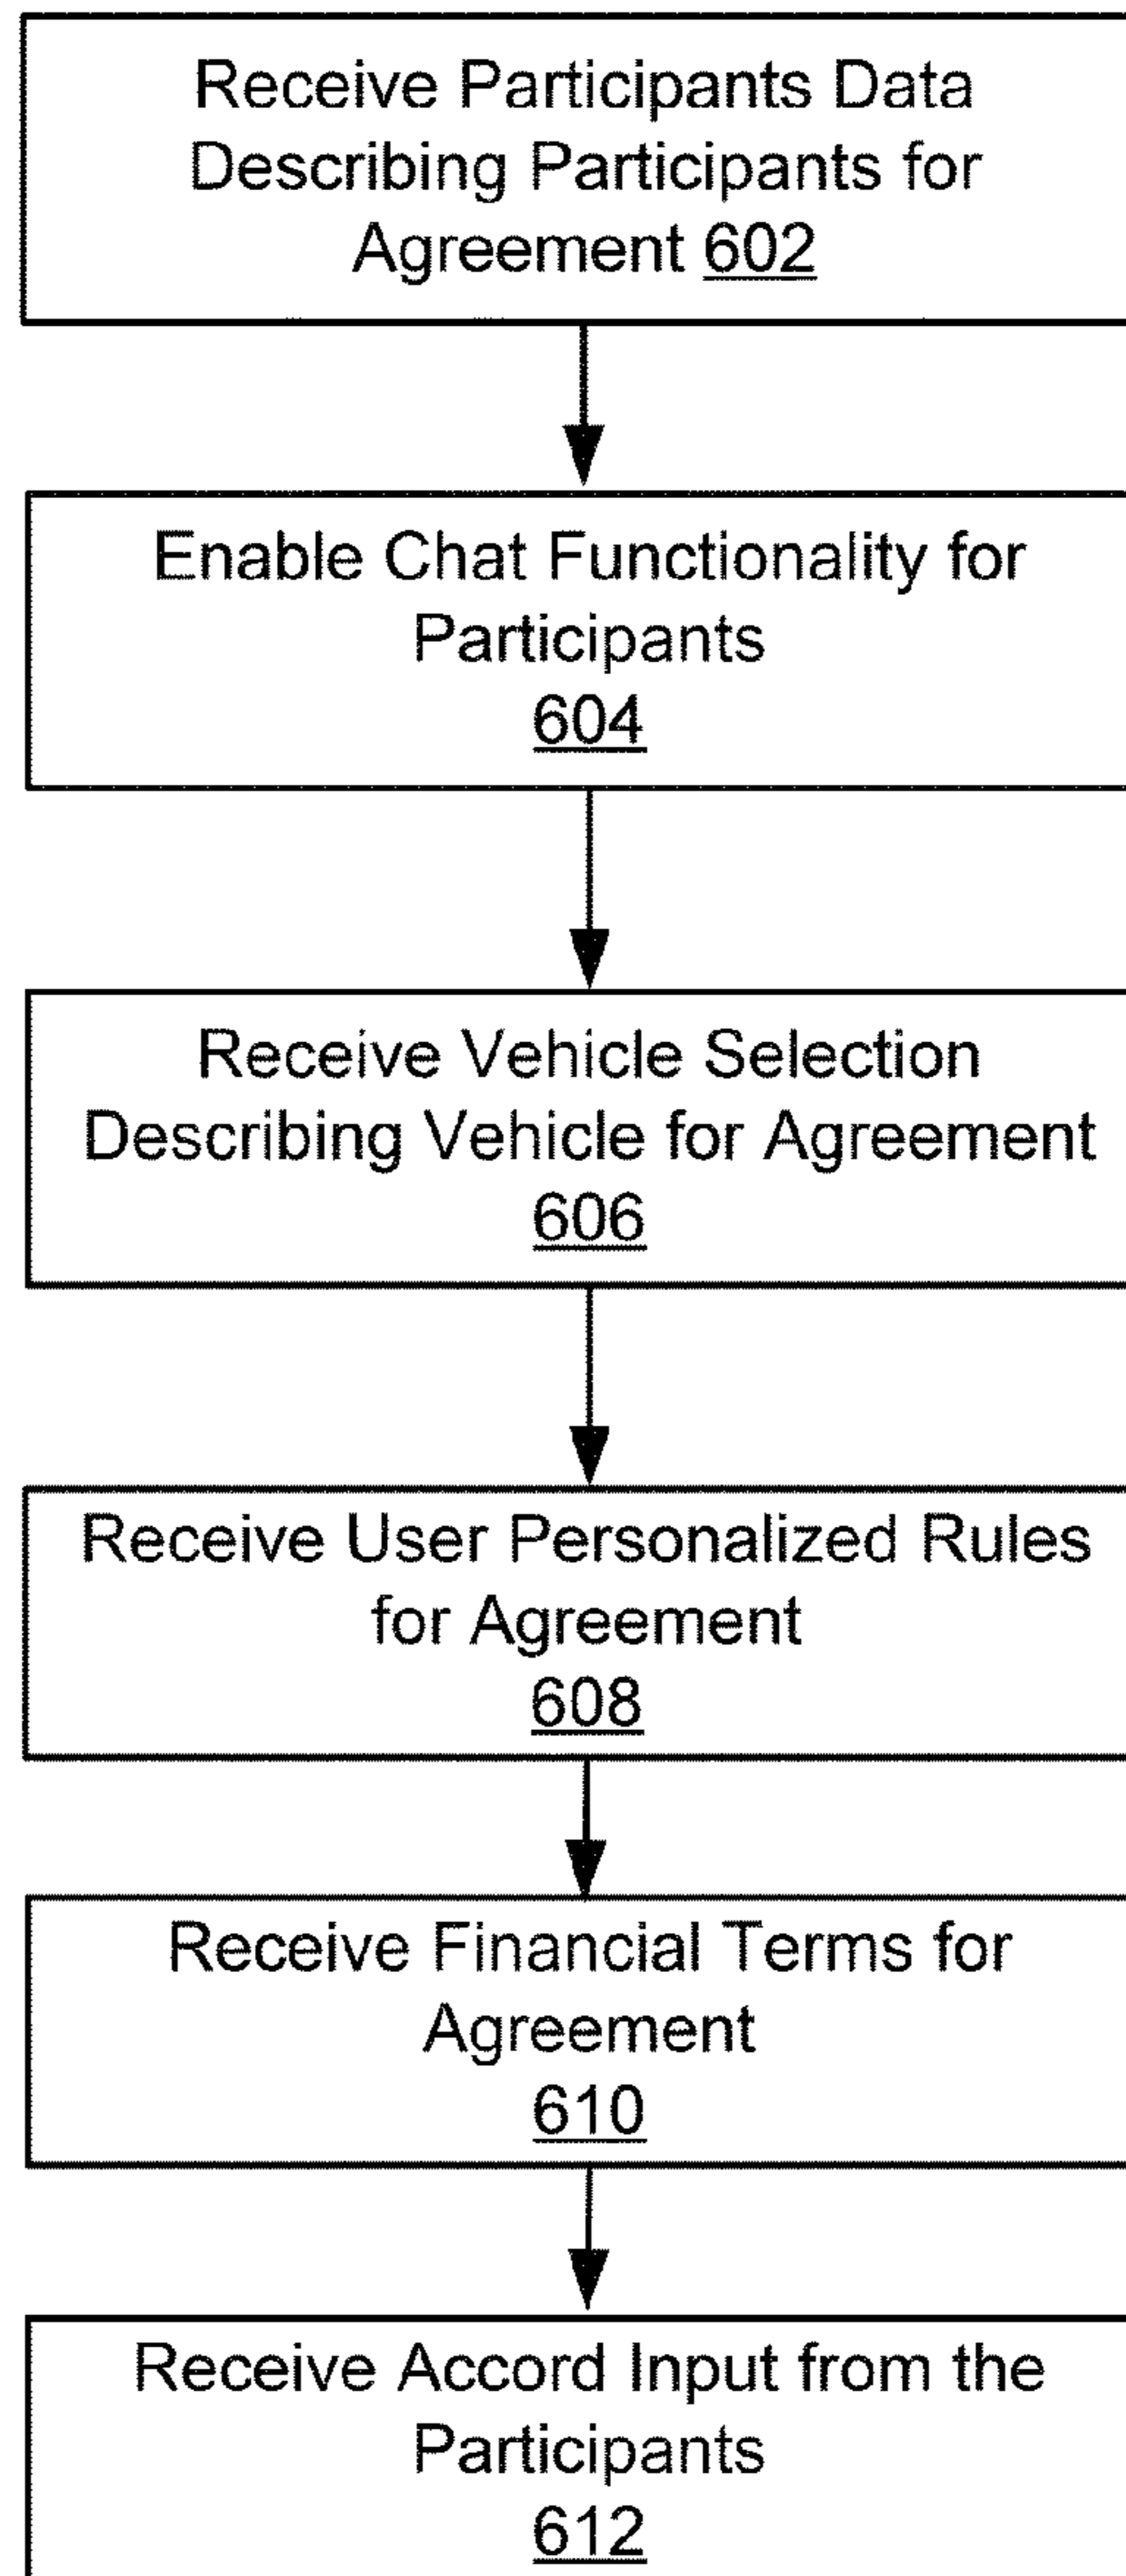 Receive Participants Data
Describing Participants for
Agreement 602
Enable Chat Functionality for
Participants
604
Receive Vehicle Selection
Describing Vehicle for Agreement
606
Receive User Personalized Rules
for Agreement
608
Receive Financial Terms for
Agreement
610
Receive Accord Input from the
Participants
612